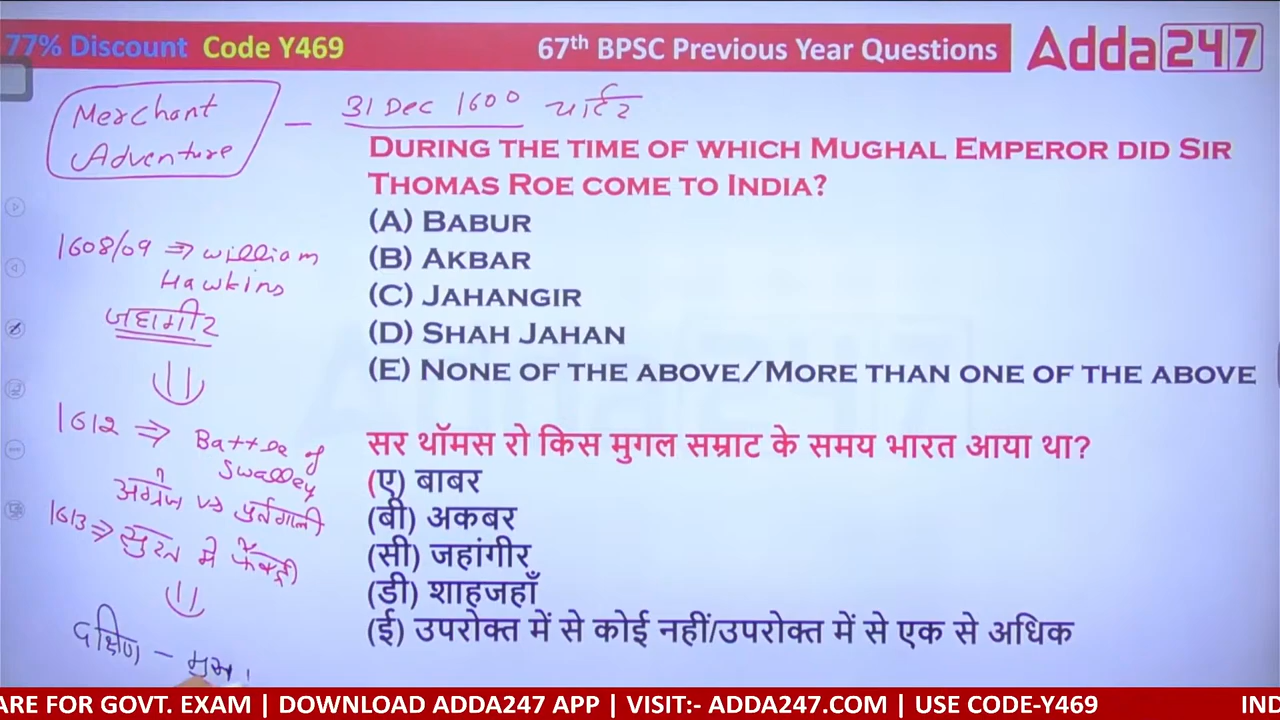 77% Discount Code Y469
67th BPSC Previous Year Questions
Adda247
Merchant
Adventure
— 31 Dec 1600 चार्टर
DURING THE TIME OF WHICH MUGHAL EMPEROR DID SIR
THOMAS ROE COME TO INDIA?
(A) BABUR
(B) AKBAR
(C) JAHANGIR
(D) SHAH JAHAN
(E) NONE OF THE ABOVE/MORE THAN ONE OF THE ABOVE
1608/09 ⇒ william
Hawkins
जहागीर
1612 ⇒ Battle of
Swalley
अंग्रेज vs पुर्तगाली
1613 ⇒ सुरत में फैक्ट्री
दक्षिण –
सर थॉमस रो किस मुगल सम्राट के समय भारत आया था?
(ए) बाबर
(बी) अकबर
(सी) जहांगीर
(डी) शाहजहाँ
(ई) उपरोक्त में से कोई नहीं/उपरोक्त में से एक से अधिक
ARE FOR GOVT. EXAM | DOWNLOAD ADDA247 APP | VISIT:- ADDA247.COM | USE CODE-Y469 IND